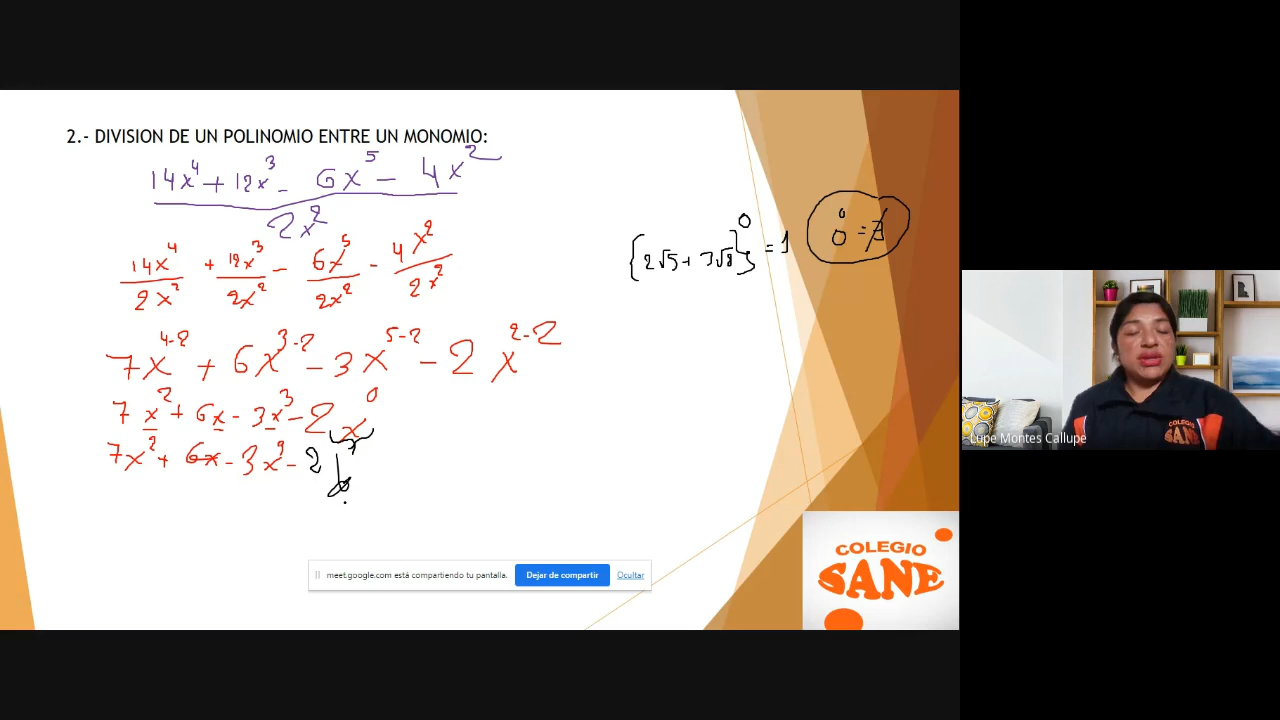 2.- DIVISION DE UN POLINOMIO ENTRE UN MONOMIO:
14x⁴ + 12x³ - 6x⁵ - 4x²
2x²
14x⁴/2x² + 12x³/2x² - 6x⁵/2x² - 4x²/2x²
7x⁴⁻² + 6x³⁻² - 3x⁵⁻² - 2x²⁻²
7x² + 6x - 3x³ - 2x⁰
7x² + 6x - 3x³ - 2
{2√5 + 3√8}⁰ = 1
0⁰ = ∄
Lupe Montes Callupe
COLEGIO
SANE
meet.google.com está compartiendo tu pantalla.
Dejar de compartir
Ocultar
COLEGIO
SANE